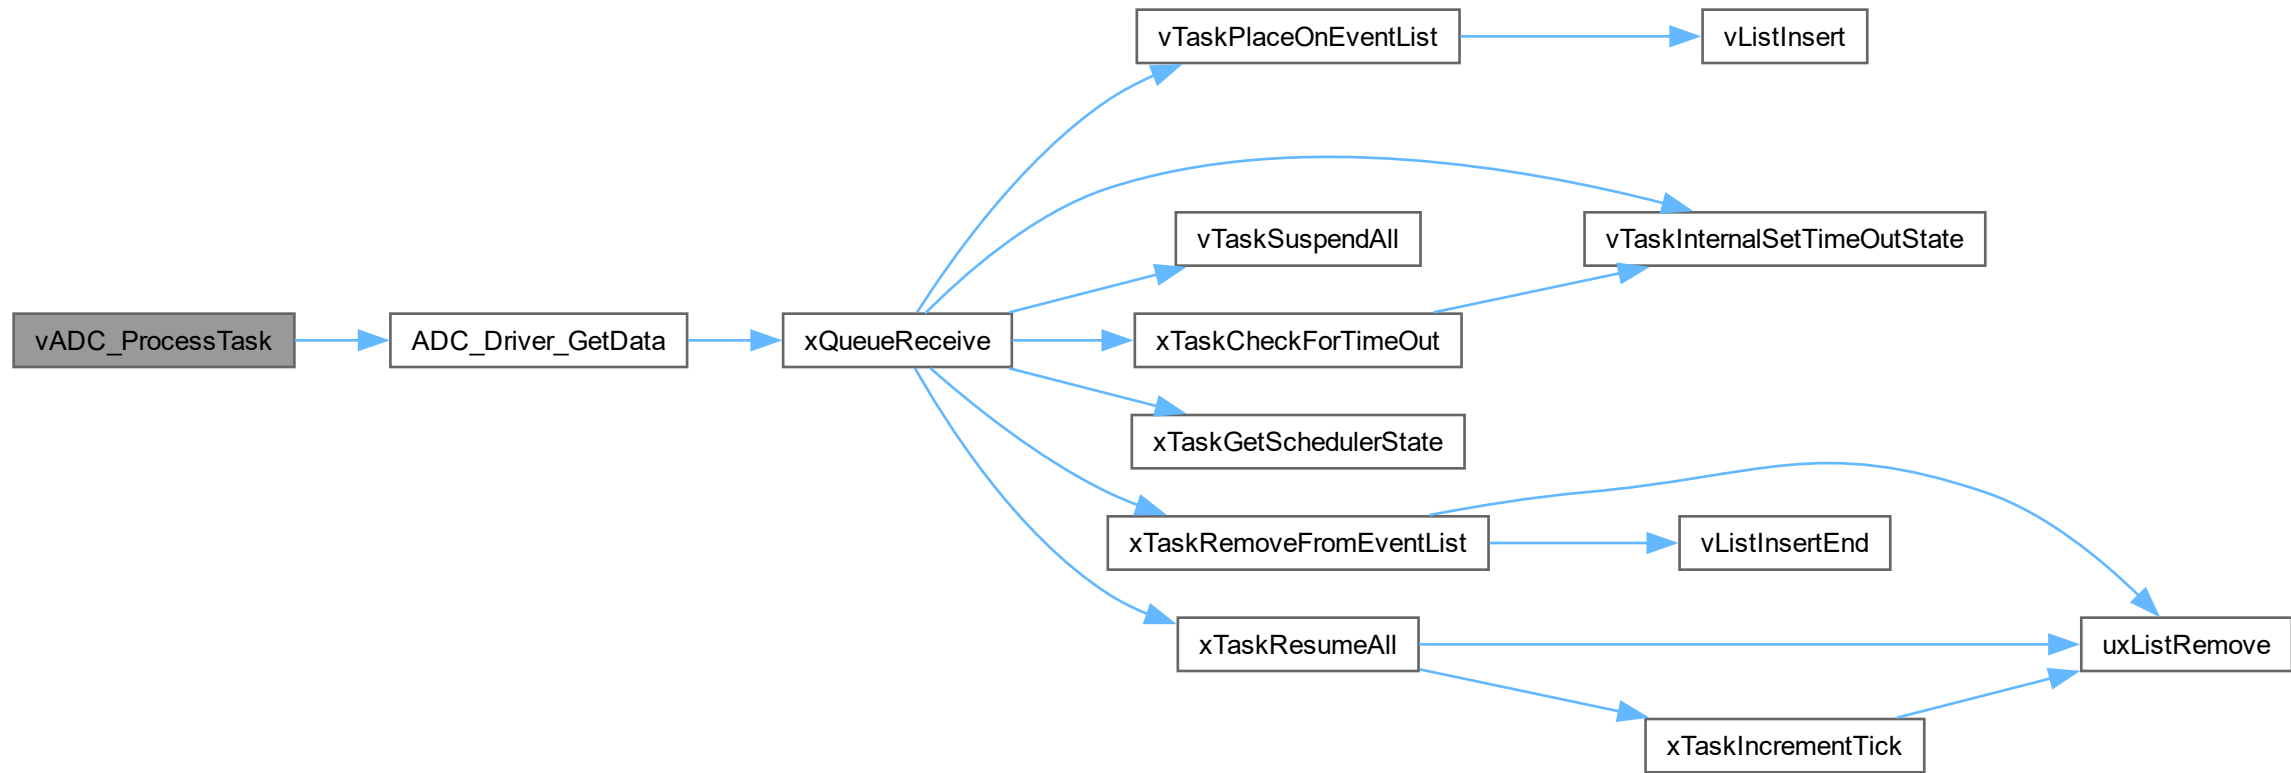 vTaskPlaceOnEventList
vListInsert
vTaskSuspendAll
vTaskInternalSetTimeOutState
vADC_ProcessTask
ADC_Driver_GetData
xQueueReceive
xTaskCheckForTimeOut
xTaskGetSchedulerState
xTaskRemoveFromEventList
vListInsertEnd
xTaskResumeAll
uxListRemove
xTaskIncrementTick